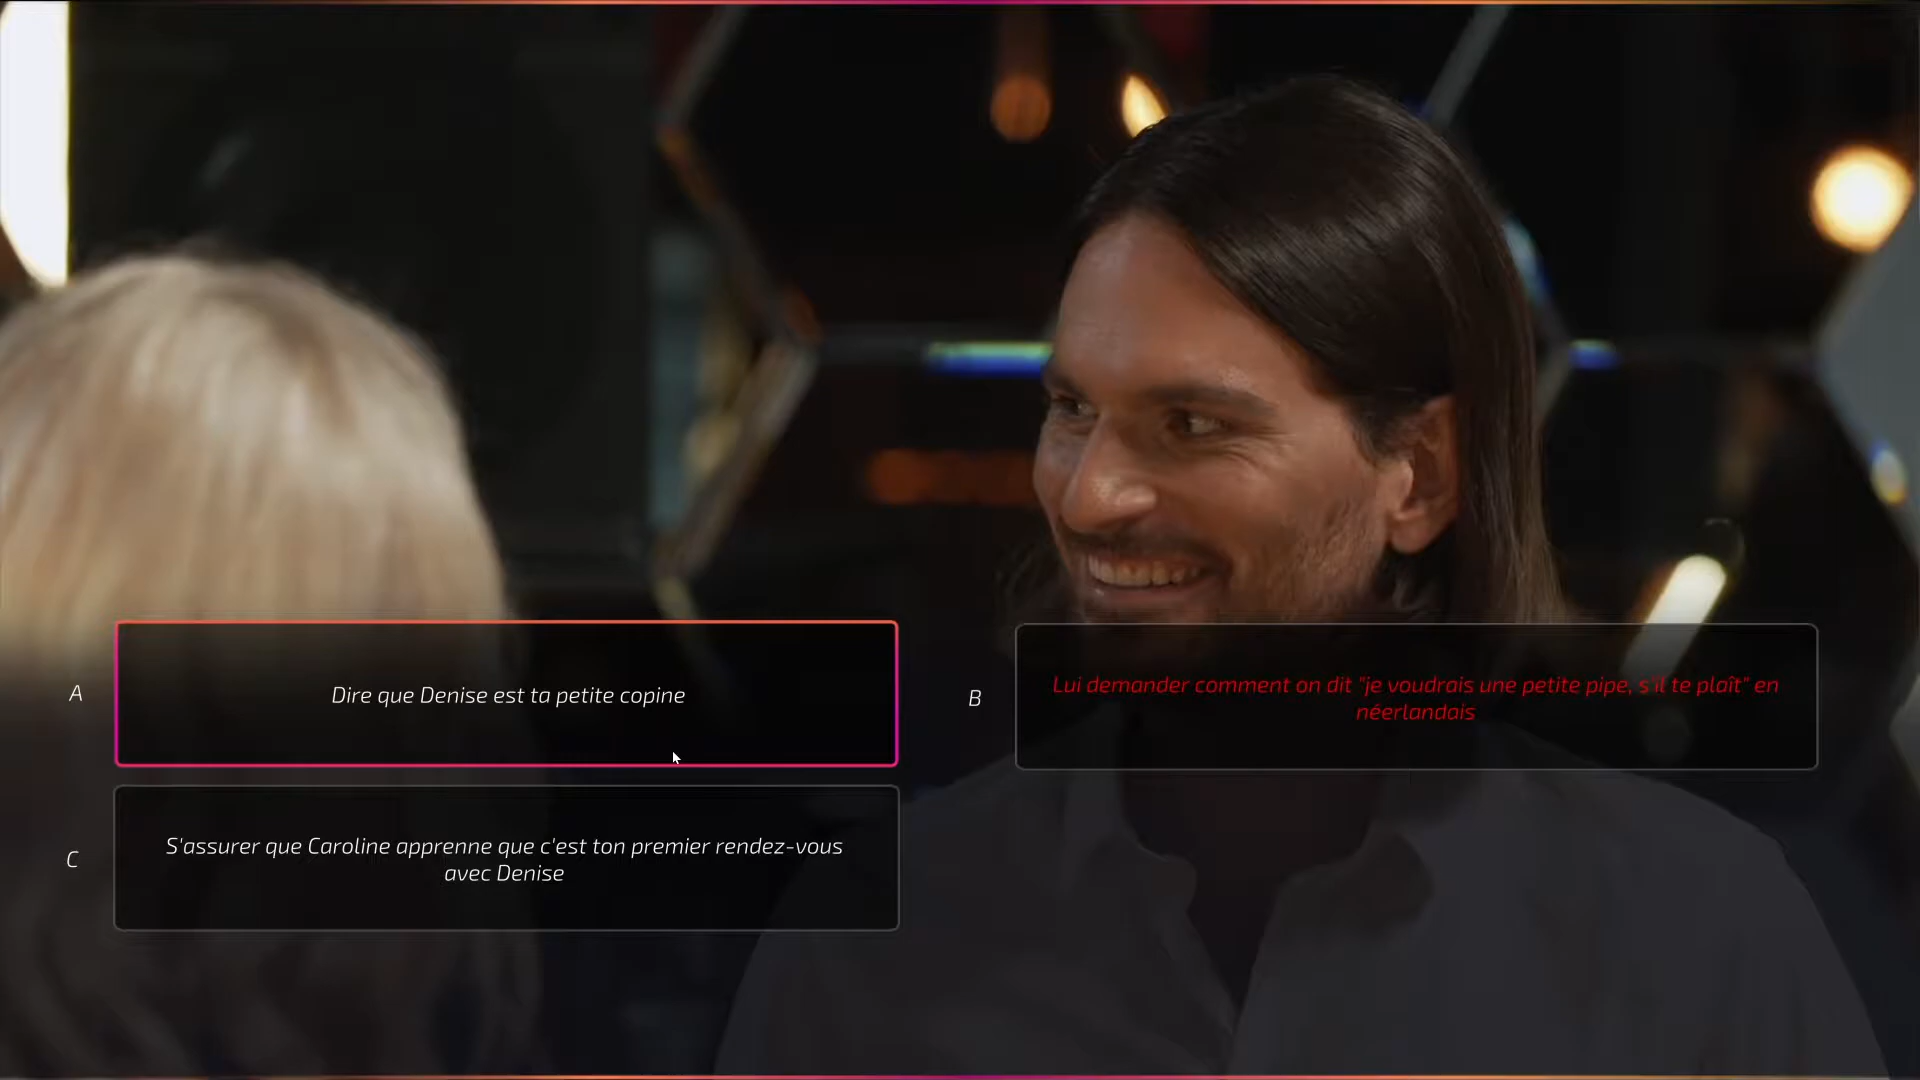 A
Dire que Denise est ta petite copine
B
Lui demander comment on dit "je voudrais une petite pipe, s'il te plaît" en
néerlandais
C
S'assurer que Caroline apprenne que c'est ton premier rendez-vous
avec Denise